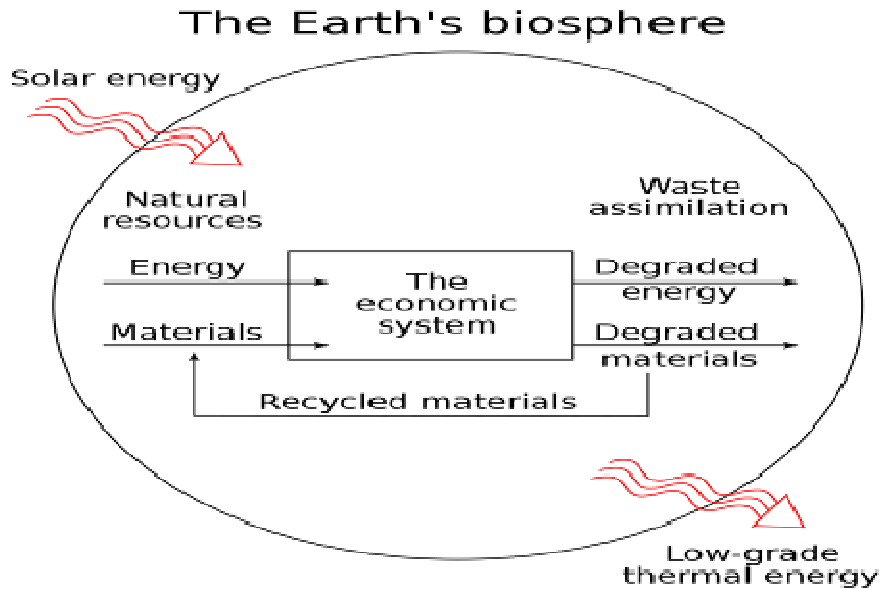 The Earth's biosphere
Solar energy
Natural
resources
Waste
assimilation
Energy
Materials
The
economic
system
Degraded
energy
Degraded
materials
Recycled materials
Low-grade
thermal energy